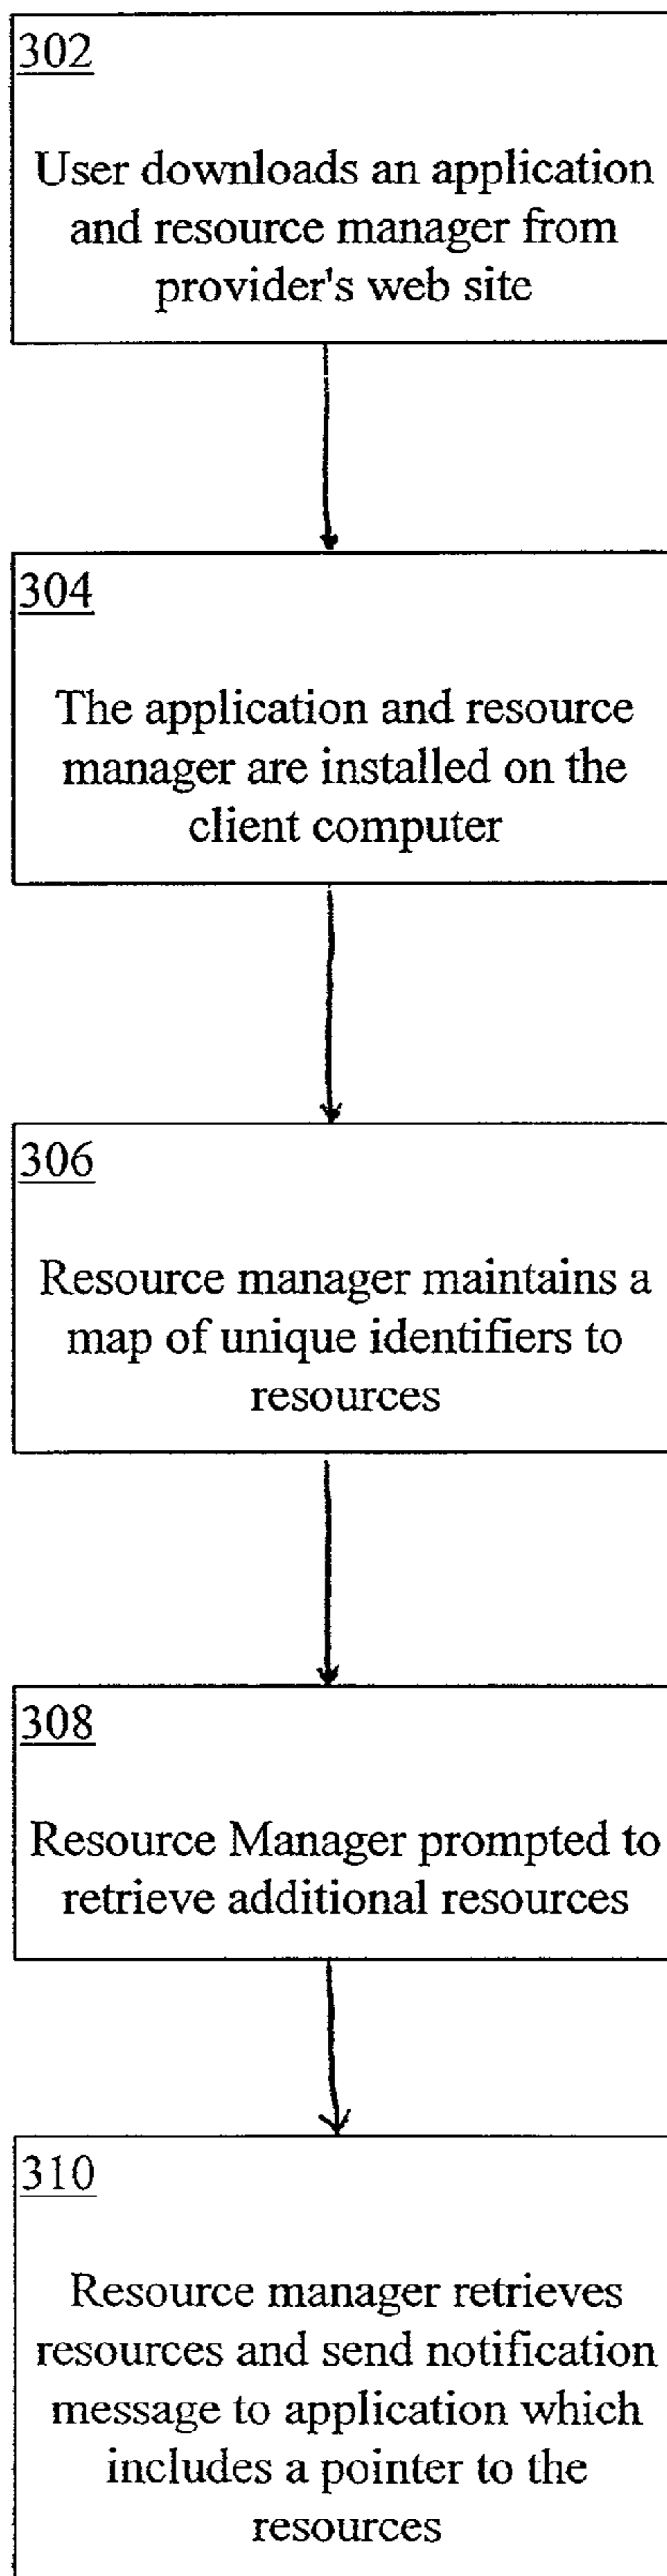 302
User downloads an application
and resource manager from
provider's web site
304
The application and resource
manager are installed on the
client computer
306
Resource manager maintains a
map of unique identifiers to
resources
308
Resource Manager prompted to
retrieve additional resources
310
Resource manager retrieves
resources and send notification
message to application which
includes a pointer to the
resources